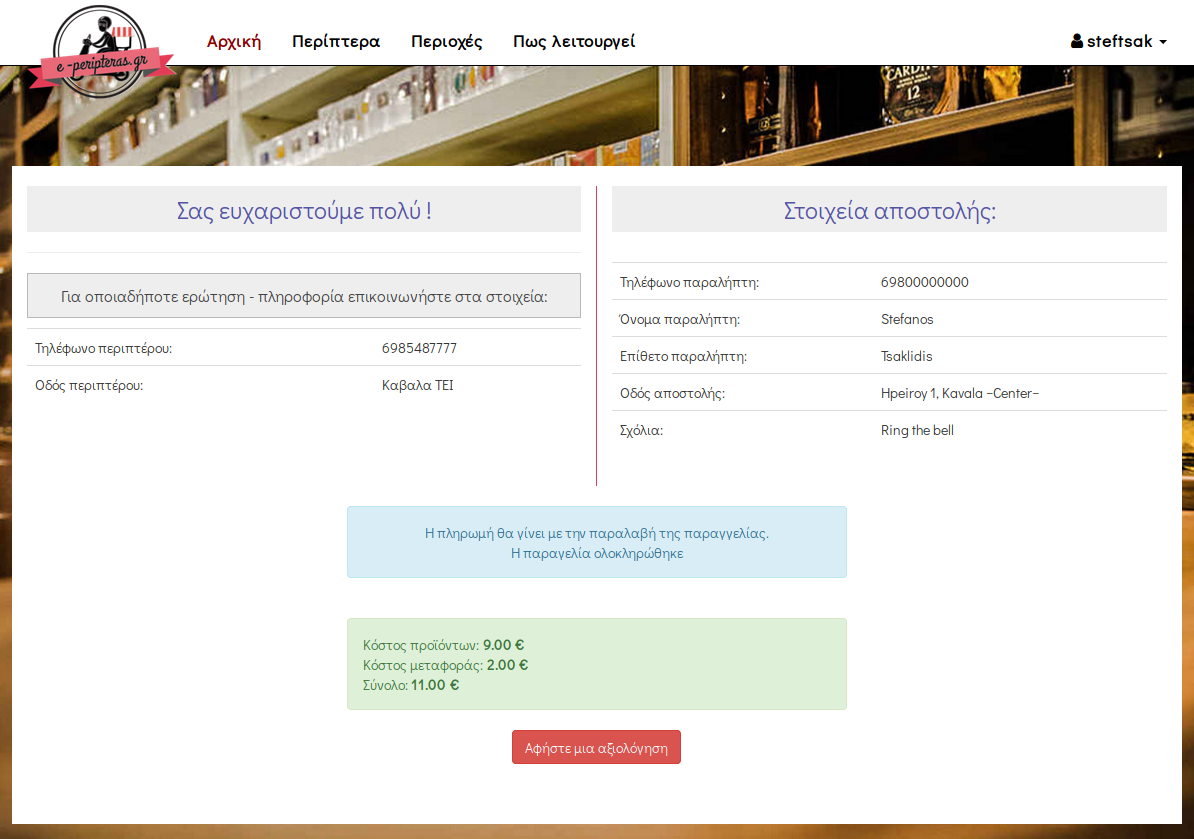 e-peripteras.gr
Αρχική Περίπτερα Περιοχές Πως λειτουργεί steftsak
12
Σας ευχαριστούμε πολύ !
Για οποιαδήποτε ερώτηση - πληροφορία επικοινωνήστε στα στοιχεία:
Τηλέφωνο περιπτέρου: 6985487777
Οδός περιπτέρου: Καβαλα ΤΕΙ
Στοιχεία αποστολής:
Τηλέφωνο παραλήπτη: 69800000000
Όνομα παραλήπτη: Stefanos
Επίθετο παραλήπτη: Tsaklidis
Οδός αποστολής: Hpeiroy 1, Kavala –Center–
Σχόλια: Ring the bell
Η πληρωμή θα γίνει με την παραλαβή της παραγγελίας.
Η παραγελία ολοκληρώθηκε
Κόστος προϊόντων: 9.00 €
Κόστος μεταφοράς: 2.00 €
Σύνολο: 11.00 €
Αφήστε μια αξιολόγηση